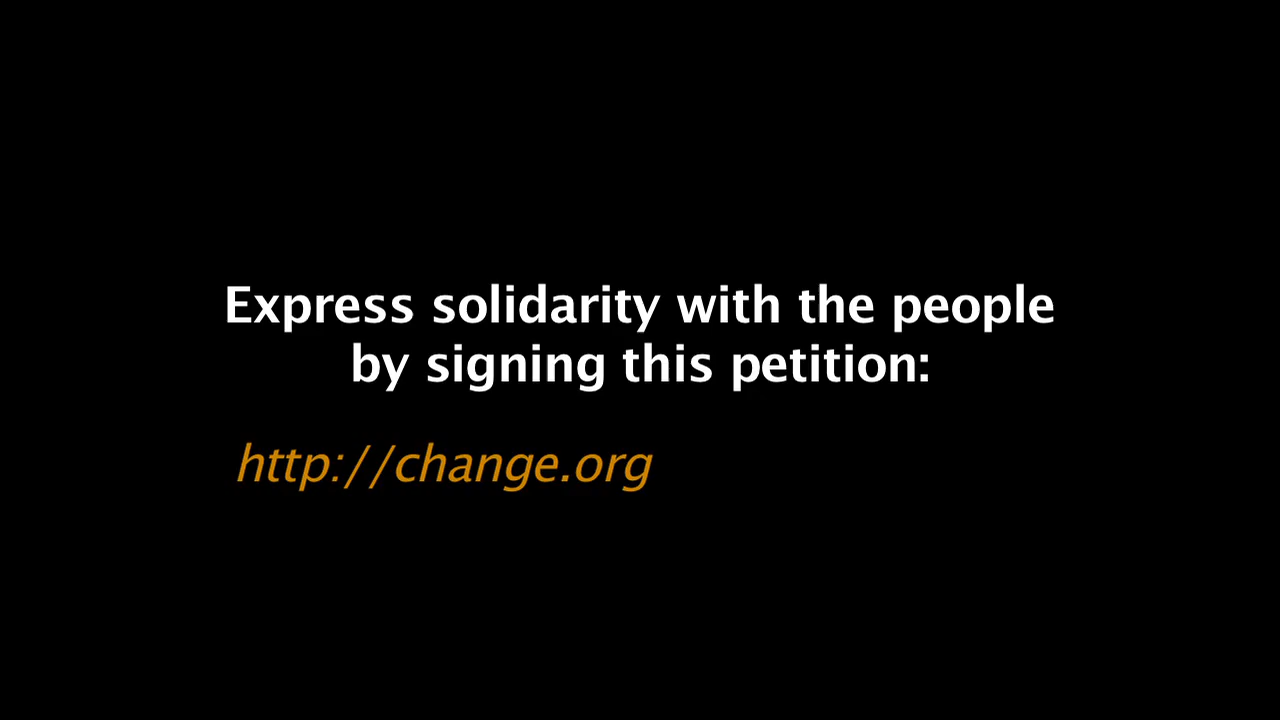 Express solidarity with the people
by signing this petition:
http://change.org